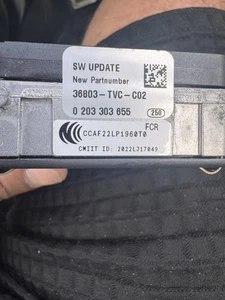 SW UPDATE
New Partnumber
36803-TVC-C02
0 203 303 655
250
FCR
CCAF22LP1960T0
CMIIT ID: 2022LJ17049